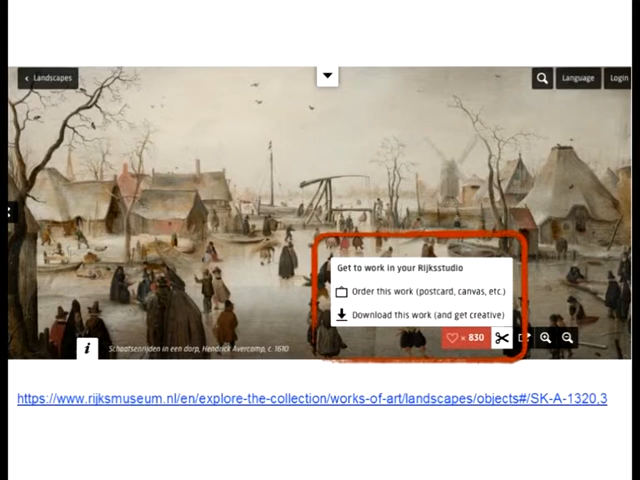 Landscapes
Language
Login
Get to work in your Rijksstudio
Order this work (postcard, canvas, etc.)
Download this work (and get creative)
× 830
i
Schaatsenrijden in een dorp, Hendrick Avercamp, c. 1610
https://www.rijksmuseum.nl/en/explore-the-collection/works-of-art/landscapes/objects#/SK-A-1320,3